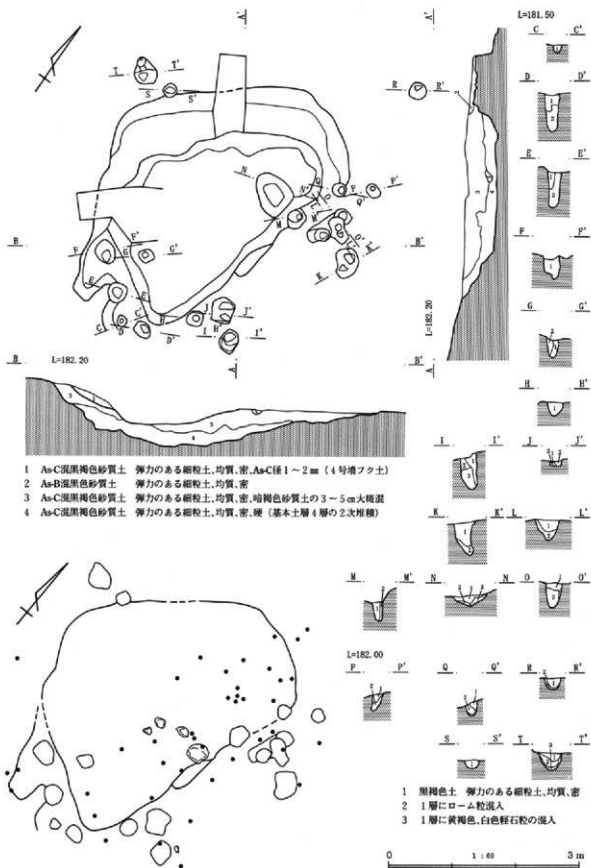 A'
A'
L=181.50
C C'
T T'
S S'
R R'
D D'
E E'
N
N'
Q
P P'
Q'
M
M'
O
L
L'
O'
K K'
F F'
B
B'
F
F'
G G'
E
E'
C
C'
D
D'
H
H'
J J'
I I'
A
L=182.20
A
G G'
B L=182.20
B'
H H'
I I'
J J'
1 As-C混黒褐色砂質土 弾力のある細粒土,均質,密,As-C径1～2㎜(4号墳フク土)
2 As-B混黒色砂質土 弾力のある細粒土,均質,密
3 As-C混黒褐色砂質土 弾力のある細粒土,均質,密,暗褐色砂質土の3～5㎝大塊混
4 As-C混黒褐色砂質土 弾力のある細粒土,均質,密,硬(基本土層4層の2次堆積)
K K' L L'
M M' N N O O'
L=182.00
P P' Q Q' R R'
S S' T T'
1 黒褐色土 弾力のある細粒土,均質,密
2 1層にローム粒混入
3 1層に黄褐色,白色軽石粒の混入
0 1:60 3m